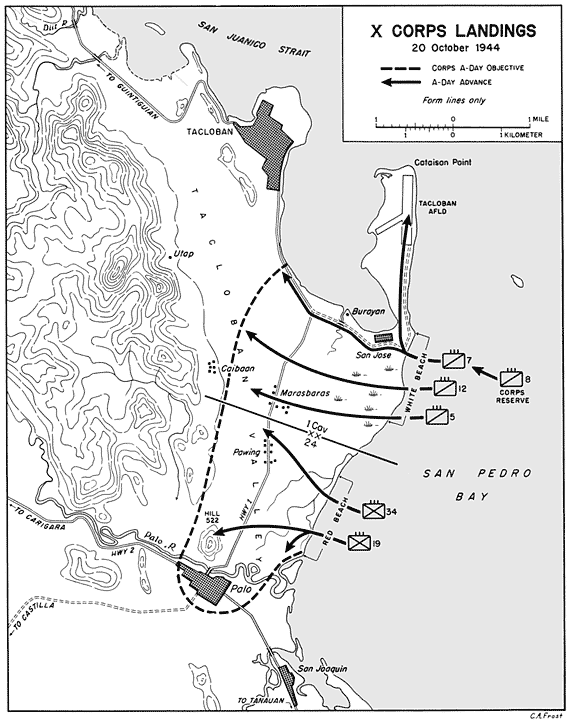 X CORPS LANDINGS
20 October 1944
CORPS A-DAY OBJECTIVE
A-DAY ADVANCE
Form lines only
1 0 1 MILE
1 0 1 KILOMETER
SAN JUANICO STRAIT
Diit R.
TO GUINTIGUIAN
TACLOBAN
Cataisan Point
TACLOBAN
AFLD
TACLOBAN VALLEY
Utap
Burayan
San Jose
WHITE BEACH
7
8
CORPS
RESERVE
12
5
Caibaan
Marasbaras
1 Cav
XX
24
Pawing
SAN PEDRO
BAY
HWY 1
RED BEACH
34
19
HILL
522
TO CARIGARA
HWY 2
Palo R.
Palo
TO CASTILLA
San Joaquin
TO TANAUAN
C.A.Frost